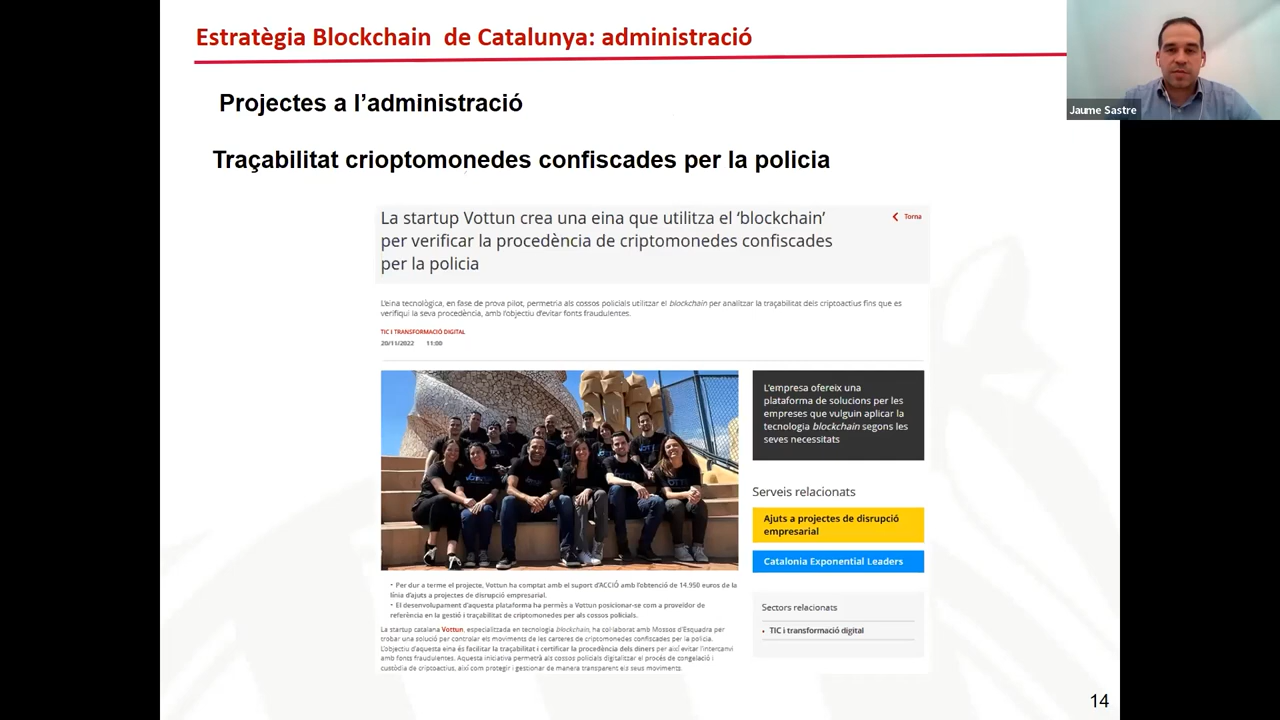 Estratègia Blockchain de Catalunya: administració
Jaume Sastre
Projectes a l’administració
Traçabilitat crioptomonedes confiscades per la policia
La startup Vottun crea una eina que utilitza el ‘blockchain’
per verificar la procedència de criptomonedes confiscades
per la policia
Torna
L'eina tecnològica, en fase de prova pilot, permetria als cossos policials utilitzar el blockchain per analitzar la traçabilitat dels criptoactius fins que es
verifiqui la seva procedència, amb l'objectiu d'evitar fonts fraudulentes.
TIC I TRANSFORMACIÓ DIGITAL
20/11/2022 11:00
L'empresa ofereix una
plataforma de solucions per les
empreses que vulguin aplicar la
tecnologia blockchain segons les
seves necessitats
Serveis relacionats
Ajuts a projectes de disrupció
empresarial
Catalonia Exponential Leaders
Sectors relacionats
• TIC i transformació digital
• Per dur a terme el projecte, Vottun ha comptat amb el suport d'ACCIÓ amb l'obtenció de 14.950 euros de la
línia d'ajuts a projectes de disrupció empresarial.
• El desenvolupament d'aquesta plataforma ha permès a Vottun posicionar-se com a proveïdor de
referència en la gestió i traçabilitat de criptomonedes per als cossos policials.
La startup catalana Vottun, especialitzada en tecnologia blockchain, ha col·laborat amb Mossos d'Esquadra per
trobar una solució per controlar els moviments de les carteres de criptomonedes confiscades per la policia.
L'objectiu d'aquesta eina és facilitar la traçabilitat i certificar la procedència dels diners per així evitar l'intercanvi
amb fonts fraudulentes. Aquesta iniciativa permetrà als cossos policials digitalitzar el procés de congelació i
custòdia de criptoactius, així com protegir i gestionar de manera transparent els seus moviments.
14